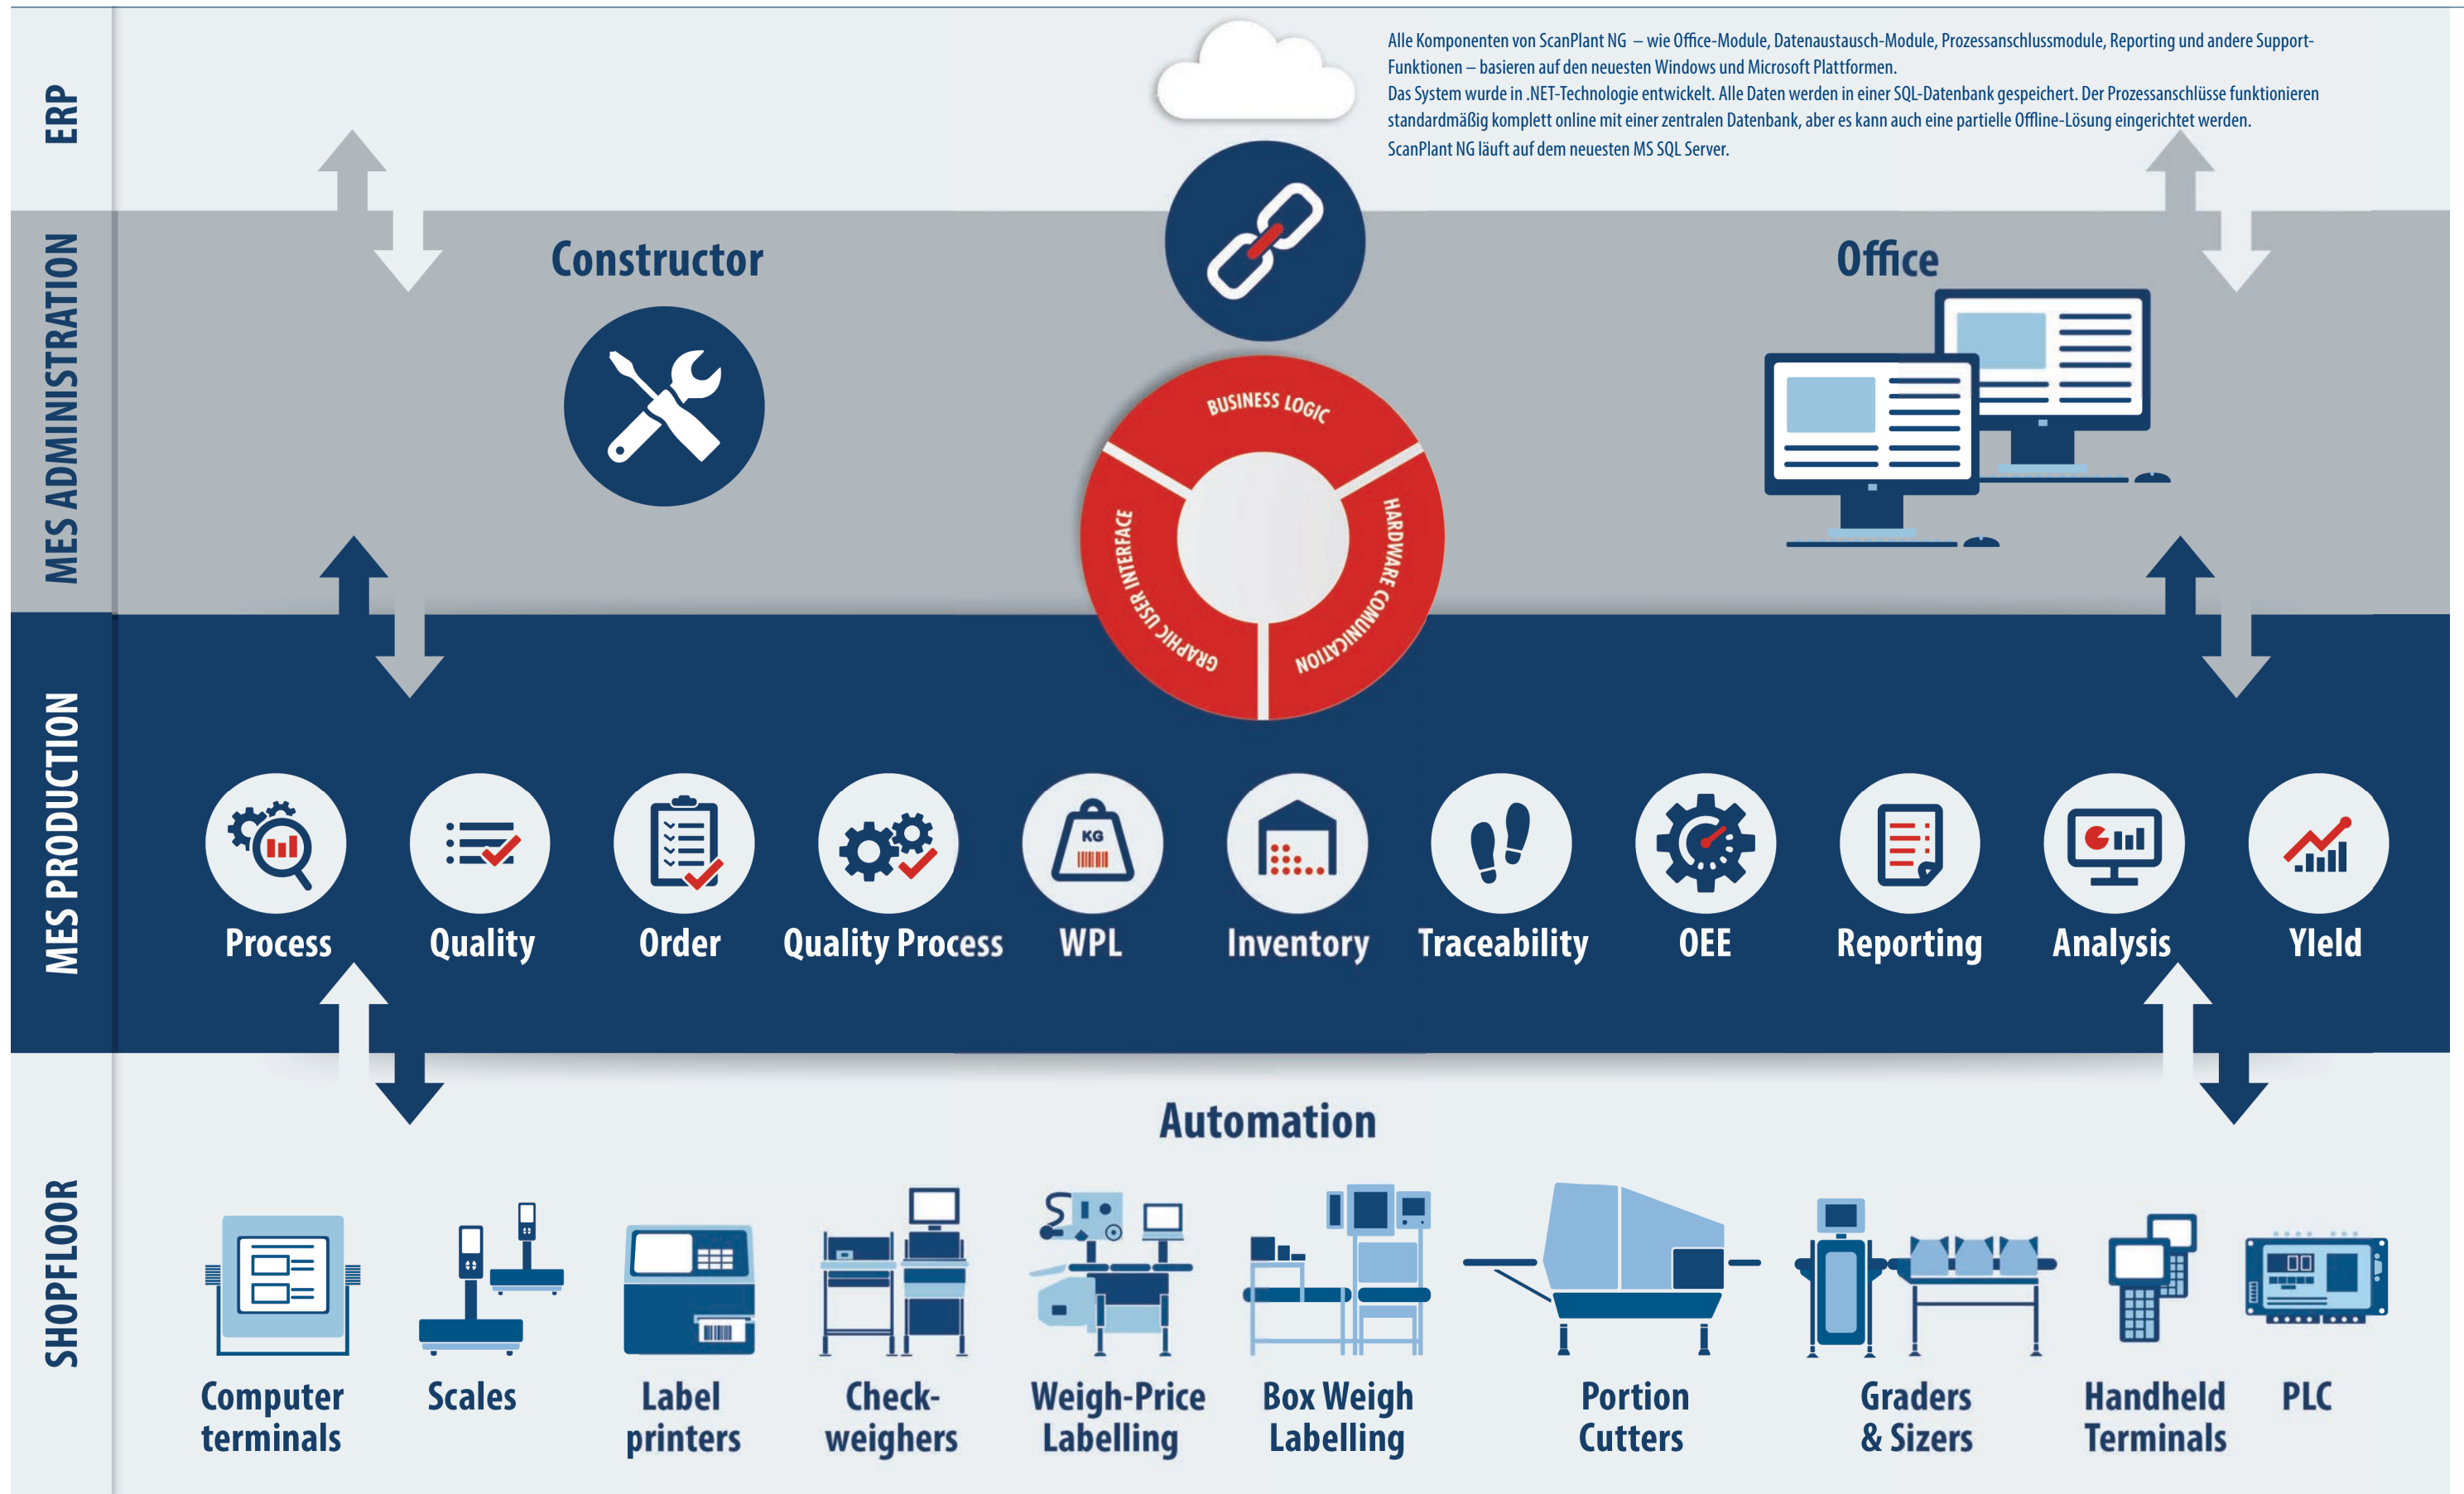 Alle Komponenten von ScanPlant NG – wie Office-Module, Datenaustausch-Module, Prozessanschlussmodule, Reporting und andere Support-
Funktionen – basieren auf den neuesten Windows und Microsoft Plattformen.
Das System wurde in .NET-Technologie entwickelt. Alle Daten werden in einer SQL-Datenbank gespeichert. Der Prozessanschlüsse funktionieren
standardmäßig komplett online mit einer zentralen Datenbank, aber es kann auch eine partielle Offline-Lösung eingerichtet werden.
ScanPlant NG läuft auf dem neuesten MS SQL Server.
ERP
MES ADMINISTRATION
Constructor
Office
BUSINESS LOGIC
GRAPHIC USER INTERFACE
HARDWARE COMUNICATION
MES PRODUCTION
KG
Process
Quality
Order
Quality Process
WPL
Inventory
Traceability
OEE
Reporting
Analysis
YIeld
SHOPFLOOR
Automation
Computer
terminals
Scales
Label
printers
Check-
weighers
Weigh-Price
Labelling
Box Weigh
Labelling
Portion
Cutters
Graders
& Sizers
Handheld
Terminals
PLC